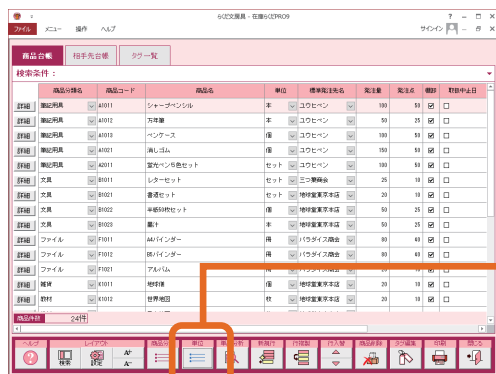 らくだ文房具 - 在庫らくだPRO9
ファイル メニュー 操作 ヘルプ サインイン
商品台帳 相手先台帳 タグ一覧
検索条件：
商品分類名 商品コード 商品名 単位 標準発注先名 発注量 発注点 棚卸 取扱中止日
詳細 筆記用具 A1011 シャープペンシル 本 ユウヒペン 100 50
詳細 筆記用具 A1012 万年筆 本 ユウヒペン 50 25
詳細 筆記用具 A1013 ペンケース 個 ユウヒペン 100 50
詳細 筆記用具 A1021 消しゴム 個 ユウヒペン 150 50
詳細 筆記用具 A2011 蛍光ペン5色セット セット ユウヒペン 100 50
詳細 文具 B1011 レターセット セット 三つ葉商会 25 10
詳細 文具 B1021 書道セット セット 地球堂東京本店 20 10
詳細 文具 B1022 半紙50枚セット 個 地球堂東京本店 50 25
詳細 文具 B1023 墨汁 本 地球堂東京本店 50 25
詳細 ファイル F1011 A4バインダー 冊 パラダイス商会 80 40
詳細 ファイル F1012 B5バインダー 冊 パラダイス商会 80 40
詳細 ファイル F1021 アルバム 冊 20 10
詳細 雑貨 K1011 地球儀 個 地球堂東京本店 20 10
詳細 教材 K1012 世界地図 枚 地球堂東京本店 20 10
商品件数 24件
ヘルプ レイアウト 商品分 単位 分析 新規行 行複製 行入替 商品削除 タグ編集 印刷 閉じる
検索 設定 A+ A-